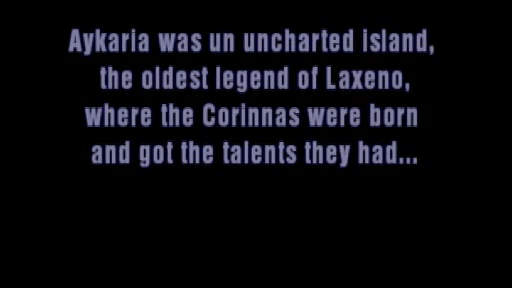 Aykaria was un uncharted island,
the oldest legend of Laxeno,
where the Corinnas were born
and got the talents they had...